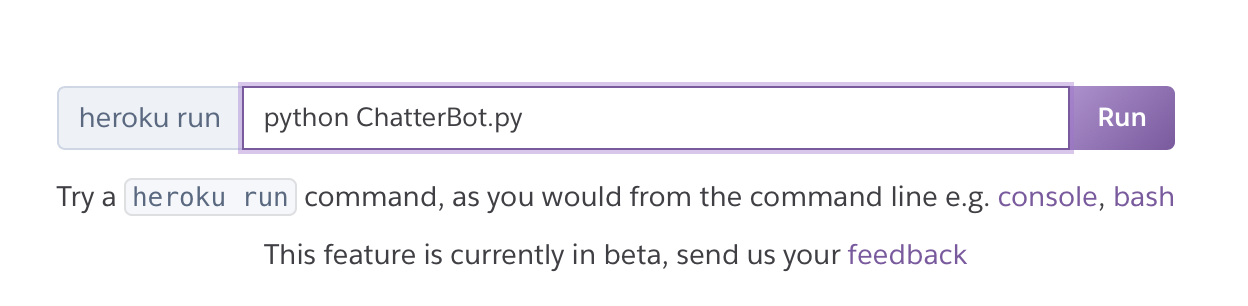 heroku run python ChatterBot.py Run
Try a heroku run command, as you would from the command line e.g. console, bash
This feature is currently in beta, send us your feedback